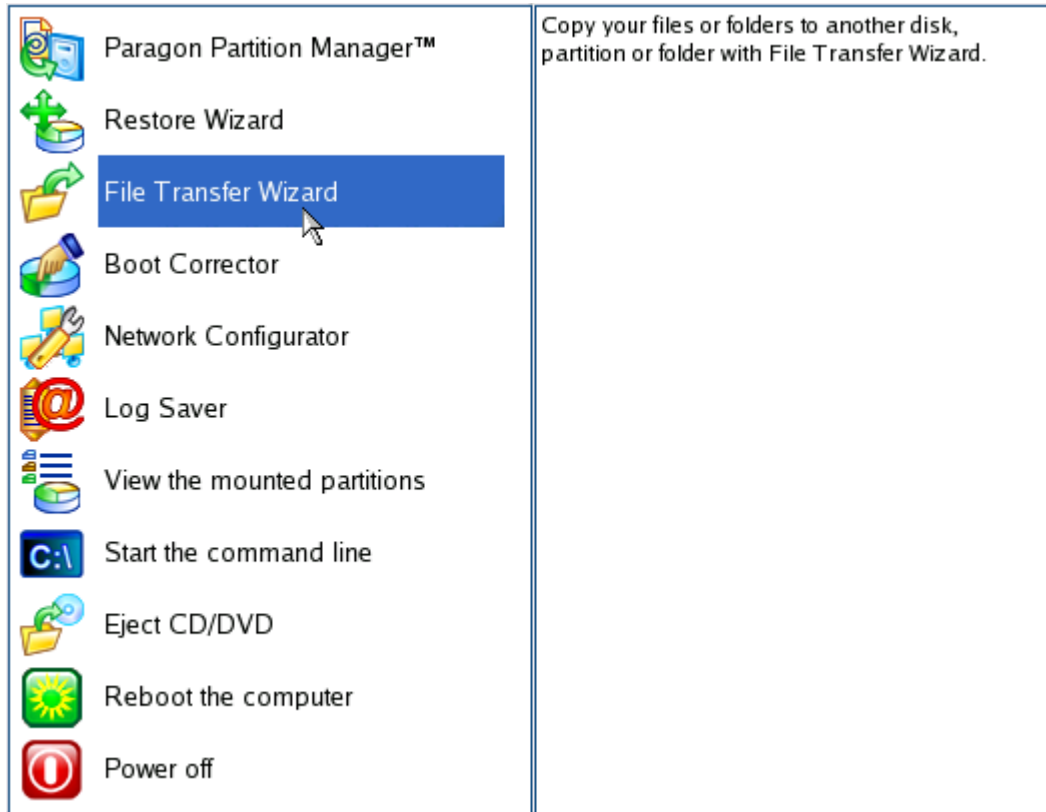 Paragon Partition Manager™
Restore Wizard
File Transfer Wizard
Boot Corrector
Network Configurator
Log Saver
View the mounted partitions
C:\
Start the command line
Eject CD/DVD
Reboot the computer
Power off
Copy your files or folders to another disk,
partition or folder with File Transfer Wizard.